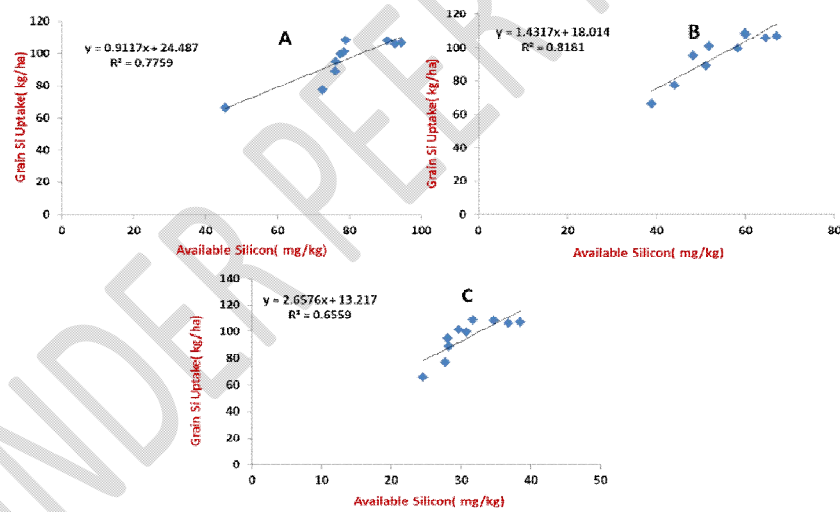 A
y = 0.9117x + 24.487
R² = 0.7759
Grain Si Uptake( kg/ha)
120
100
80
60
40
20
0
0 20 40 60 80 100
Available Silicon( mg/kg)
B
y = 1.4317x + 18.014
R² = 0.8181
Grain Si Uptake( kg/ha)
120
100
80
60
40
20
0
0 20 40 60 80
Available Silicon( mg/kg)
C
y = 2.6576x + 13.217
R² = 0.6559
Grain Si Uptake( kg/ha)
140
120
100
80
60
40
20
0
0 10 20 30 40 50
Available Silicon( mg/kg)
UNDER PEER